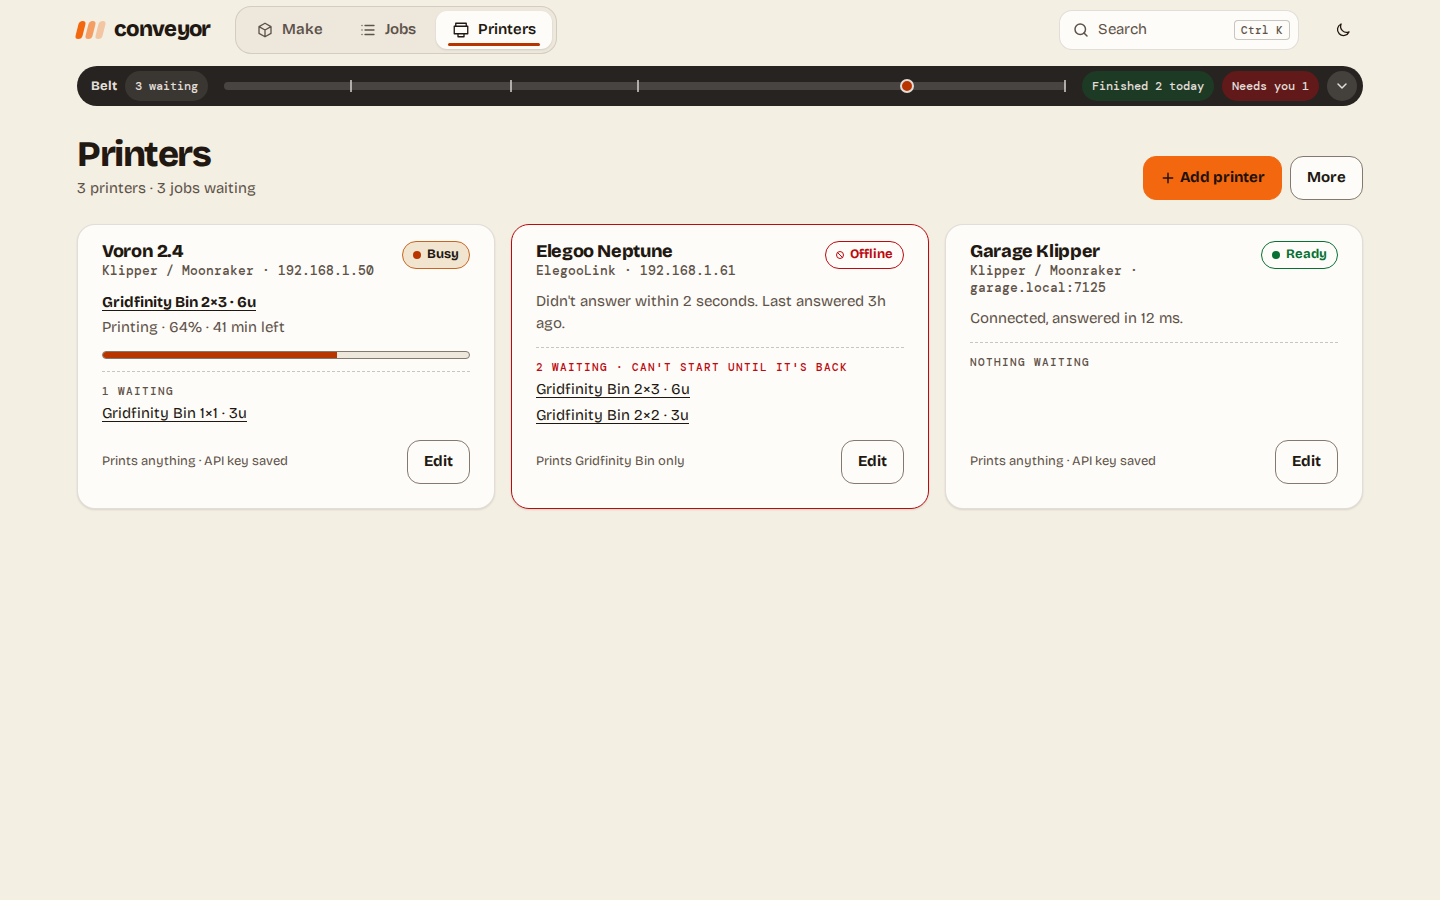 conveyor
Make
Jobs
Printers
Search
Ctrl K
Belt
3 waiting
Finished 2 today
Needs you 1
Printers
3 printers · 3 jobs waiting
+ Add printer
More
Voron 2.4
Busy
Klipper / Moonraker · 192.168.1.50
Gridfinity Bin 2×3 · 6u
Printing · 64% · 41 min left
1 WAITING
Gridfinity Bin 1×1 · 3u
Prints anything · API key saved
Edit
Elegoo Neptune
Offline
ElegooLink · 192.168.1.61
Didn't answer within 2 seconds. Last answered 3h
ago.
2 WAITING · CAN'T START UNTIL IT'S BACK
Gridfinity Bin 2×3 · 6u
Gridfinity Bin 2×2 · 3u
Prints Gridfinity Bin only
Edit
Garage Klipper
Ready
Klipper / Moonraker ·
garage.local:7125
Connected, answered in 12 ms.
NOTHING WAITING
Prints anything · API key saved
Edit